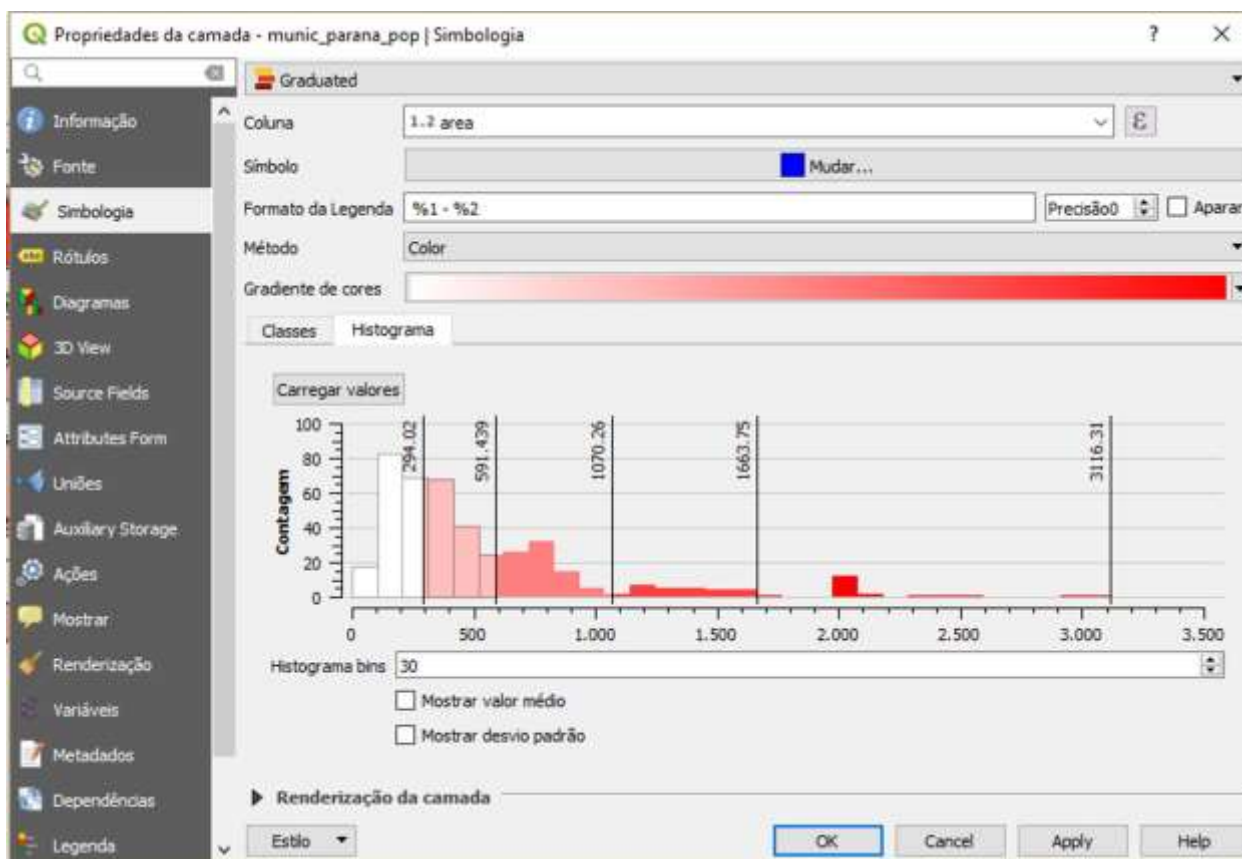 Propriedades da camada - munic_parana_pop | Simbologia
? X
Graduated
Informação
Fonte
Simbologia
Rótulos
Diagramas
3D View
Source Fields
Attributes Form
Uniões
Auxiliary Storage
Ações
Mostrar
Renderização
Variáveis
Metadados
Dependências
Legenda
Coluna
1.2 area
ε
Símbolo
Mudar...
Formato da Legenda
%1 - %2
Precisão0
Aparar
Método
Color
Gradiente de cores
Classes
Histograma
Carregar valores
Contagem
100
80
60
40
20
0
294.02
591.439
1070.26
1663.75
3116.31
0 500 1.000 1.500 2.000 2.500 3.000 3.500
Histograma bins
30
Mostrar valor médio
Mostrar desvio padrão
Renderização da camada
Estilo
OK
Cancel
Apply
Help